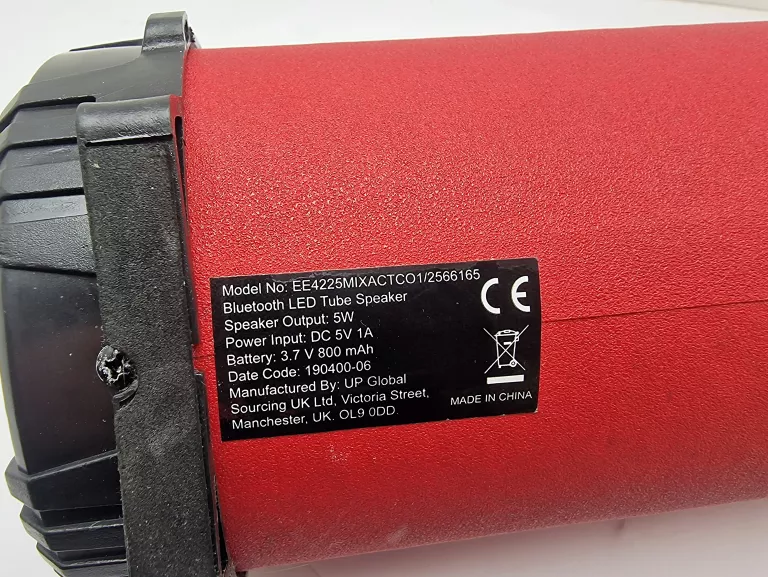 Model No: EE4225MIXACTCO1/2566165
Bluetooth LED Tube Speaker
Speaker Output: 5W
Power Input: DC 5V 1A
Battery: 3.7 V 800 mAh
Date Code: 190400-06
Manufactured By: UP Global
Sourcing UK Ltd, Victoria Street,
Manchester, UK. OL9 0DD.
CE
MADE IN CHINA